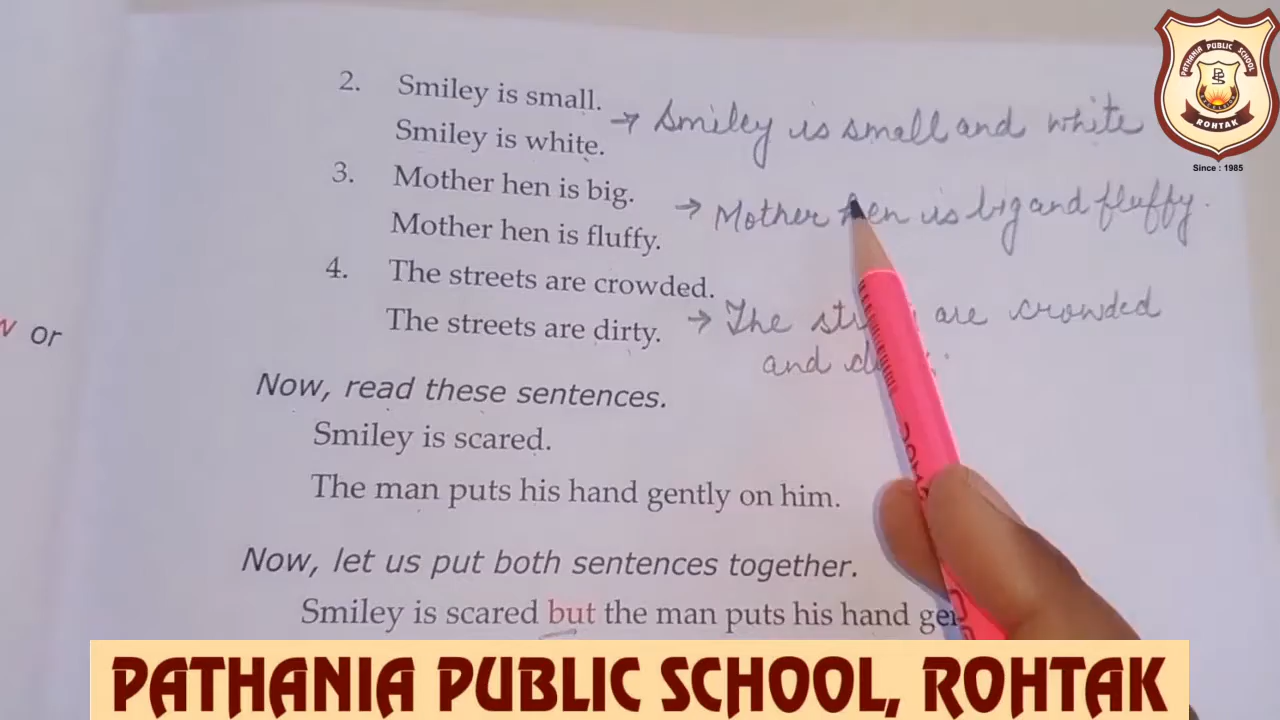 2. Smiley is small.
Smiley is white.
→ Smiley is small and white
3. Mother hen is big.
Mother hen is fluffy.
→ Mother hen is big and fluffy.
4. The streets are crowded.
The streets are dirty.
→ The are crowded
and
Now, read these sentences.
Smiley is scared.
The man puts his hand gently on him.
Now, let us put both sentences together.
Smiley is scared but the man puts his hand
or
PATHANIA PUBLIC SCHOOL
ROHTAK
Since : 1985
PATHANIA PUBLIC SCHOOL, ROHTAK